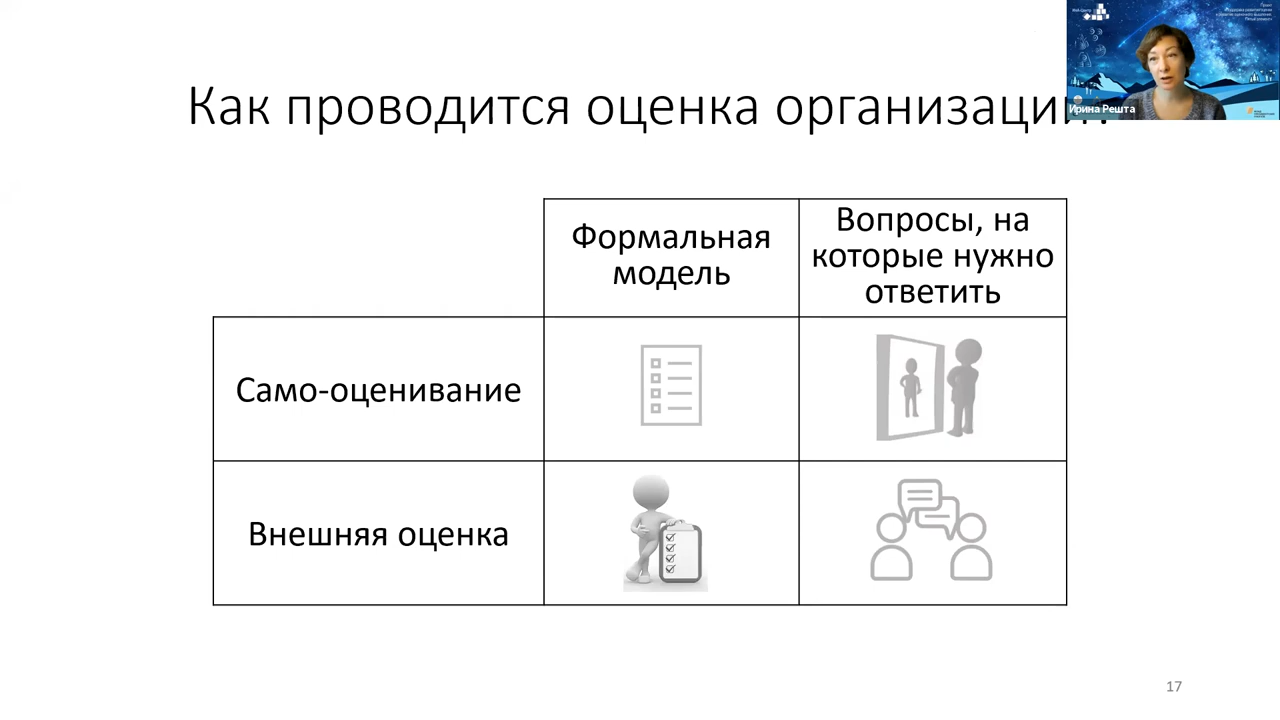 Как проводится оценка организации?
Ирина Решта
Формальная
модель
Вопросы, на
которые нужно
ответить
Само-оценивание
Внешняя оценка
17